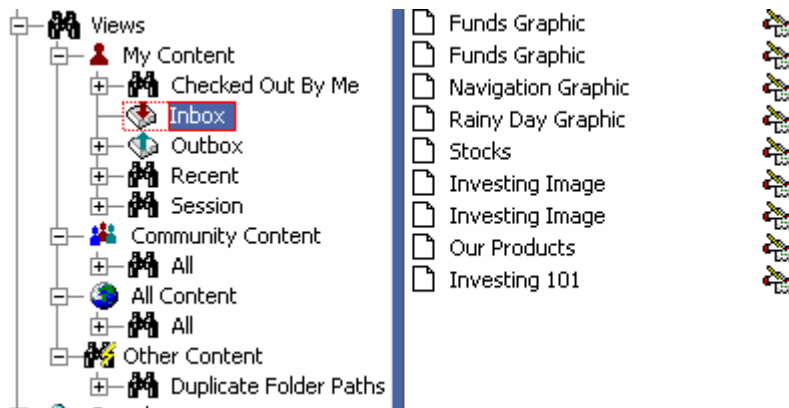 Views
My Content
Checked Out By Me
Inbox
Outbox
Recent
Session
Community Content
All
All Content
All
Other Content
Duplicate Folder Paths
Funds Graphic
Funds Graphic
Navigation Graphic
Rainy Day Graphic
Stocks
Investing Image
Investing Image
Our Products
Investing 101